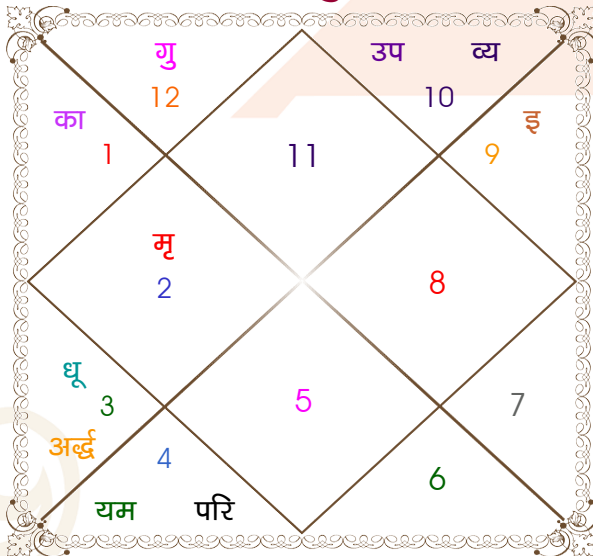 गु उप व्य
12 10
का इ
1 11 9
मृ
2 8
धू
3 5 7
अर्द्ध 4 6
यम परि